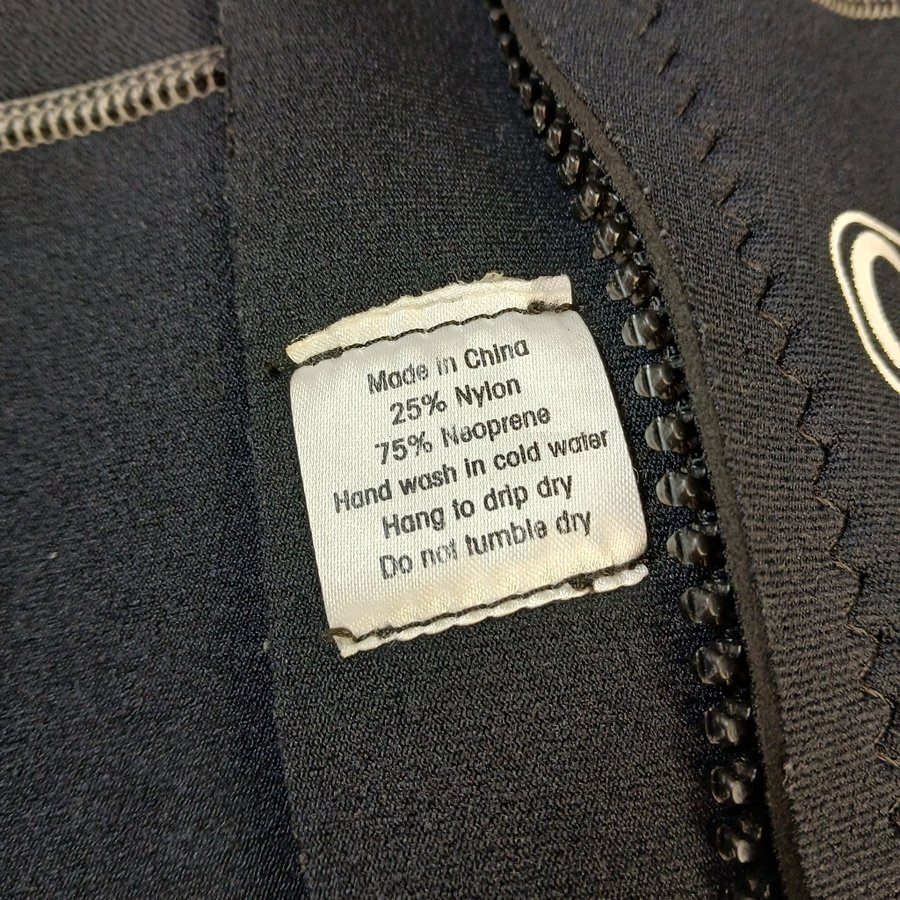 Made in China
25% Nylon
75% Neoprene
Hand wash in cold water
Hang to drip dry
Do not tumble dry